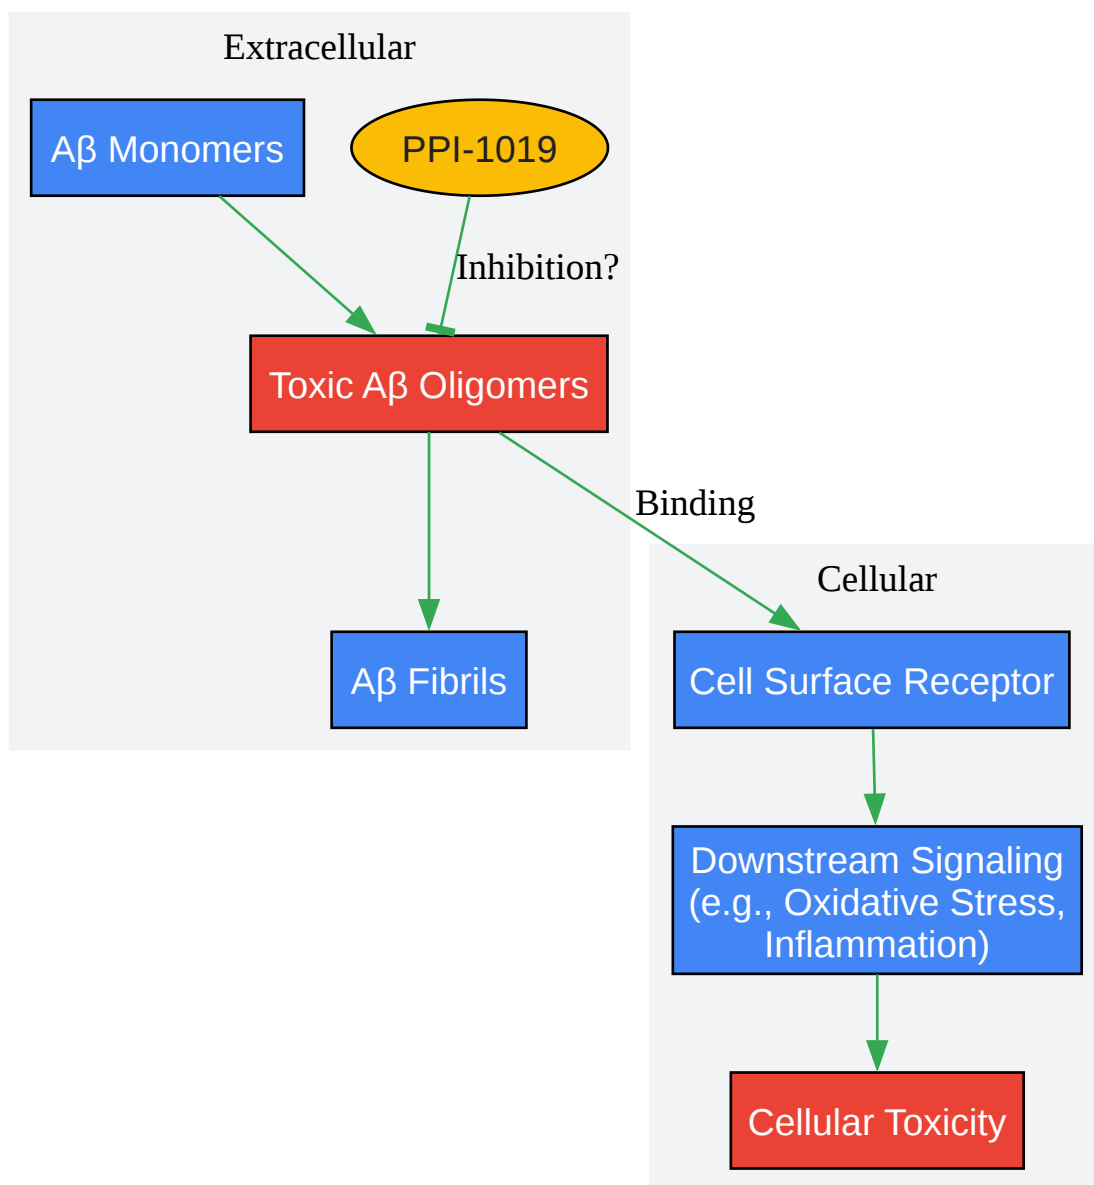 Extracellular
Aβ Monomers
PPI-1019
Inhibition?
Toxic Aβ Oligomers
Binding
Aβ Fibrils
Cellular
Cell Surface Receptor
Downstream Signaling
(e.g., Oxidative Stress,
Inflammation)
Cellular Toxicity